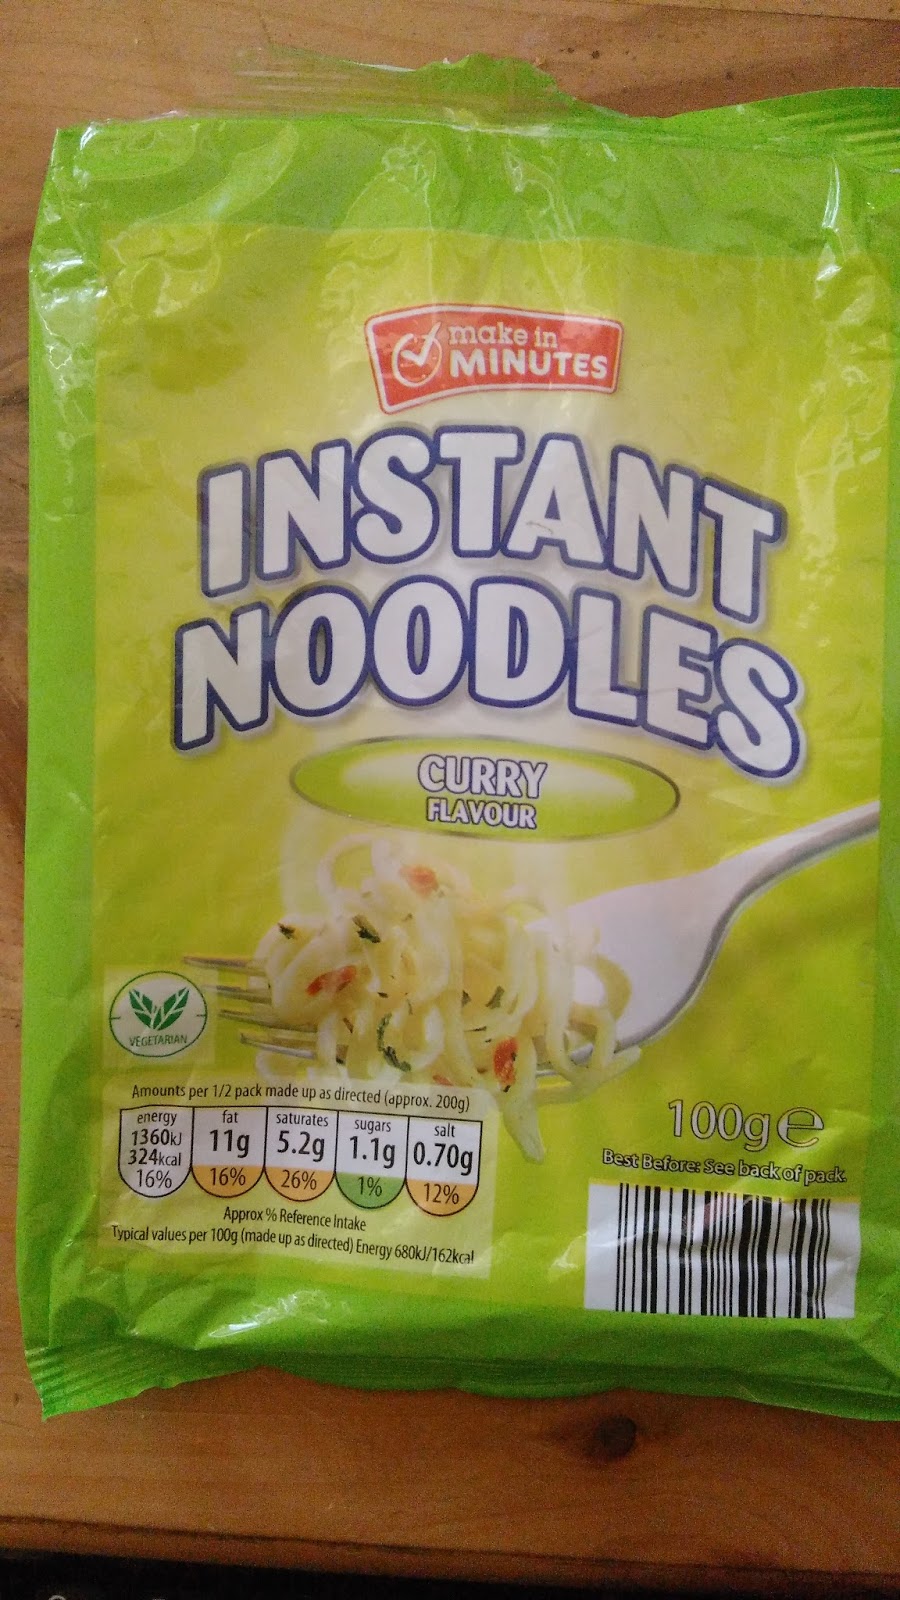 make in
MINUTES
INSTANT
NOODLES
CURRY
FLAVOUR
VEGETARIAN
Amounts per 1/2 pack made up as directed (approx. 200g)
energy fat saturates sugars salt
1360kJ 11g 5.2g 1.1g 0.70g
324kcal
16% 16% 26% 1% 12%
Approx % Reference Intake
Typical values per 100g (made up as directed) Energy 680kJ/162kcal
100g℮
Best Before: See back of pack.